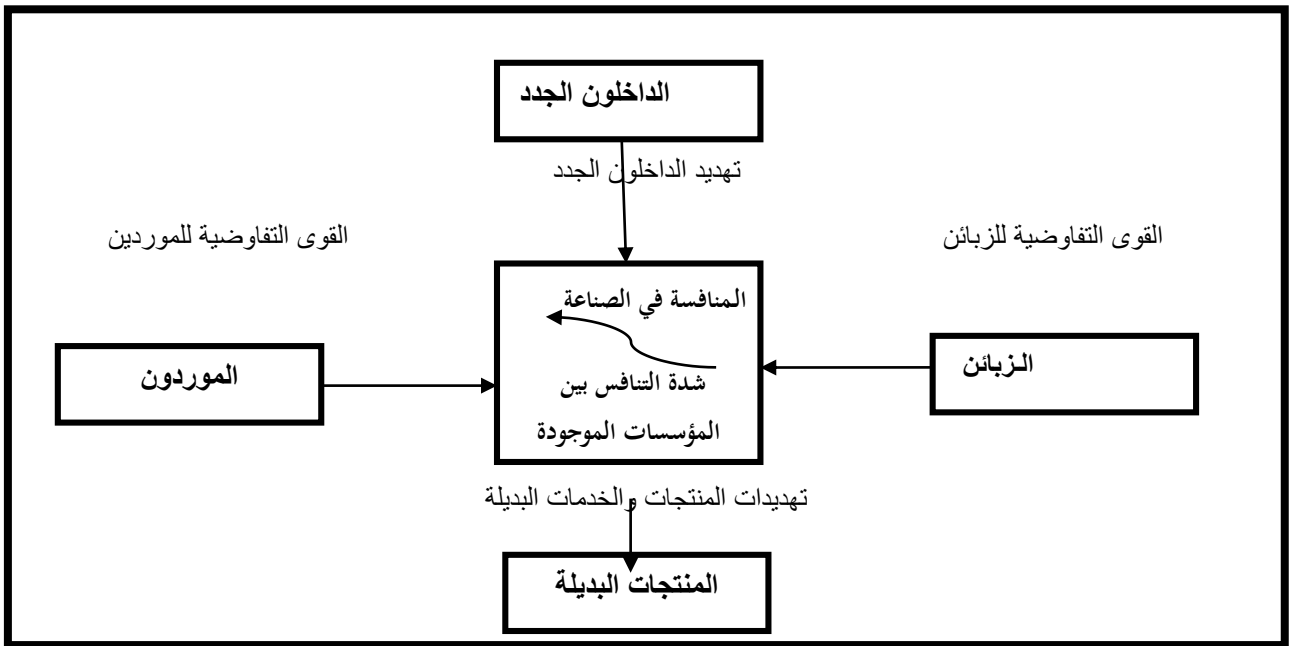 الداخلون الجدد
تهديد الداخلون الجدد
القوى التفاوضية للزبائن
القوى التفاوضية للموردين
المنافسة في الصناعة
شدة التنافس بين
المؤسسات الموجودة
الزبائن
الموردون
تهديدات المنتجات والخدمات البديلة
المنتجات البديلة